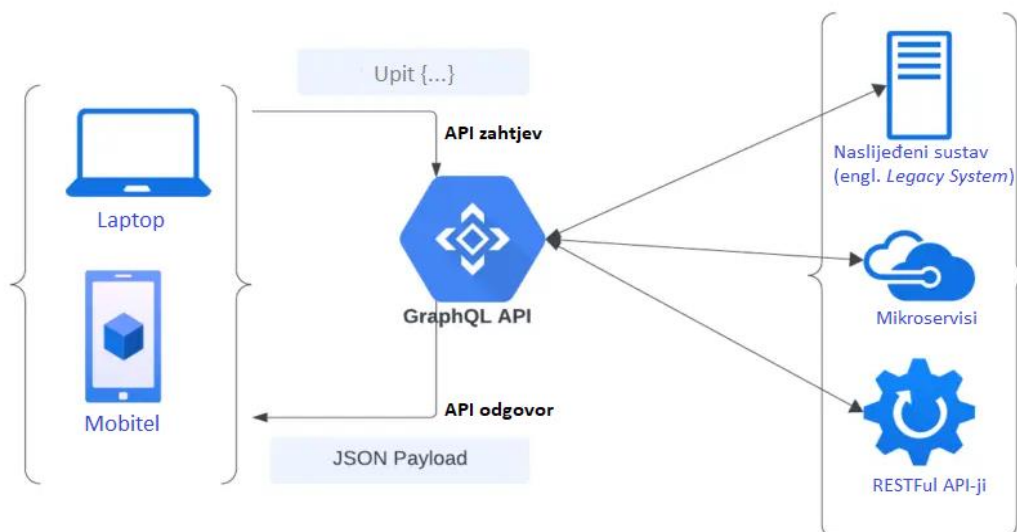 Upit {...}
API zahtjev
Laptop
Mobitel
GraphQL API
API odgovor
JSON Payload
Naslijeđeni sustav
(engl. Legacy System)
Mikroservisi
RESTFul API-ji